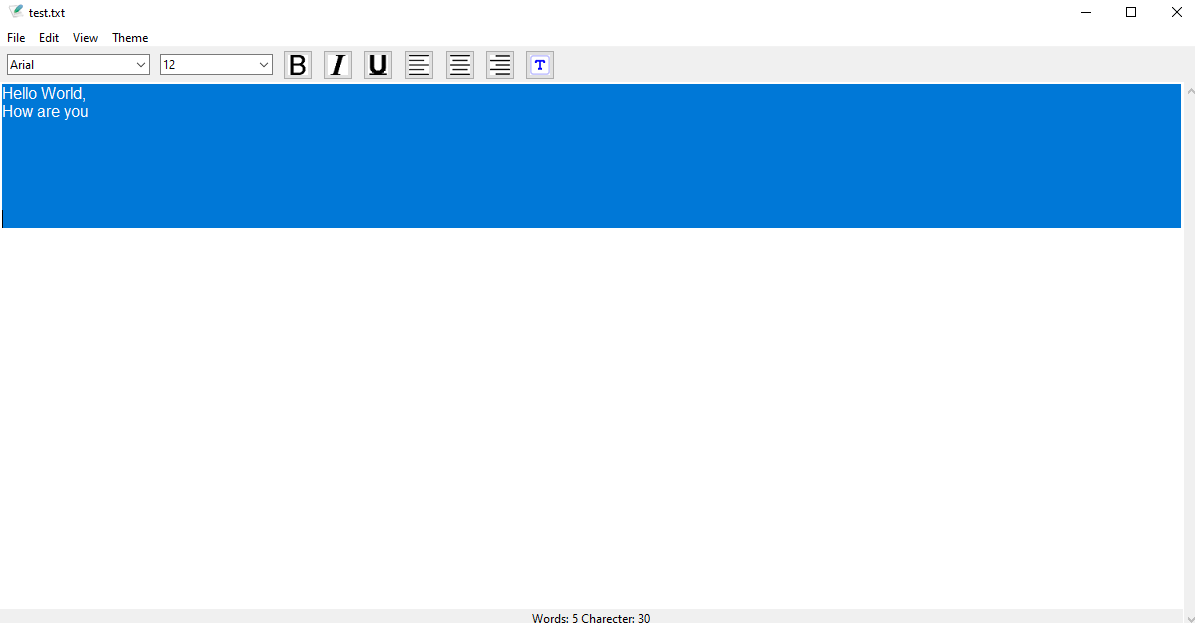 test.txt
File Edit View Theme
Arial 12 B I U T
Hello World,
How are you
Words: 5 Charecter: 30